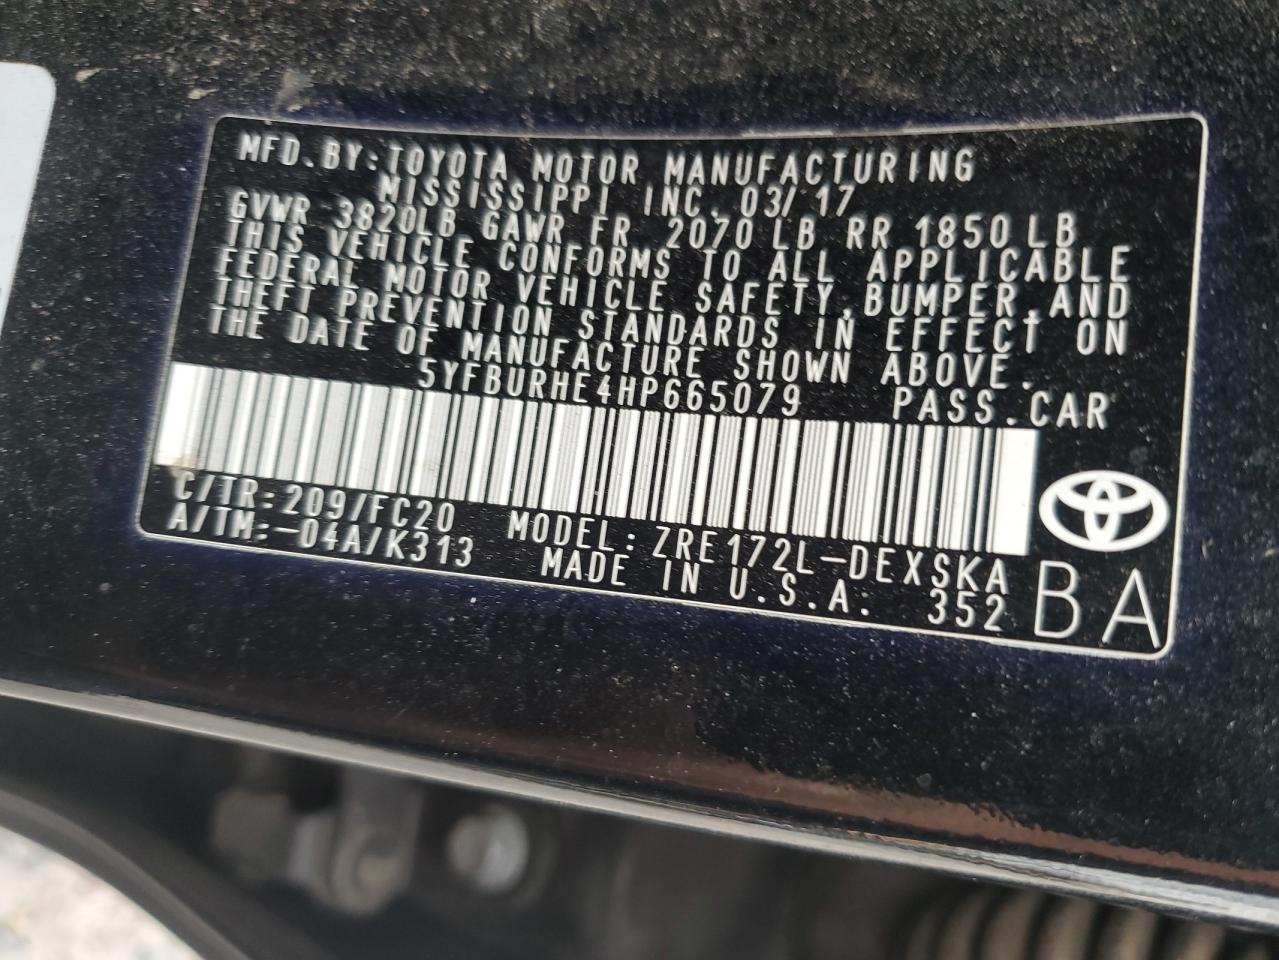 MFD.BY:TOYOTA MOTOR MANUFACTURING
MISSISSIPPI INC. 03/17
GVWR 3820LB GAWR FR 2070 LB RR 1850 LB
THIS VEHICLE CONFORMS TO ALL APPLICABLE
FEDERAL MOTOR VEHICLE SAFETY,BUMPER,AND
THEFT PREVENTION STANDARDS IN EFFECT ON
THE DATE OF MANUFACTURE SHOWN ABOVE.
5YFBURHE4HP665079 PASS.CAR
C/TR:209/FC20 MODEL:ZRE172L-DEXSKA
A/TM:-04A/K313 MADE IN U.S.A. 352 BA